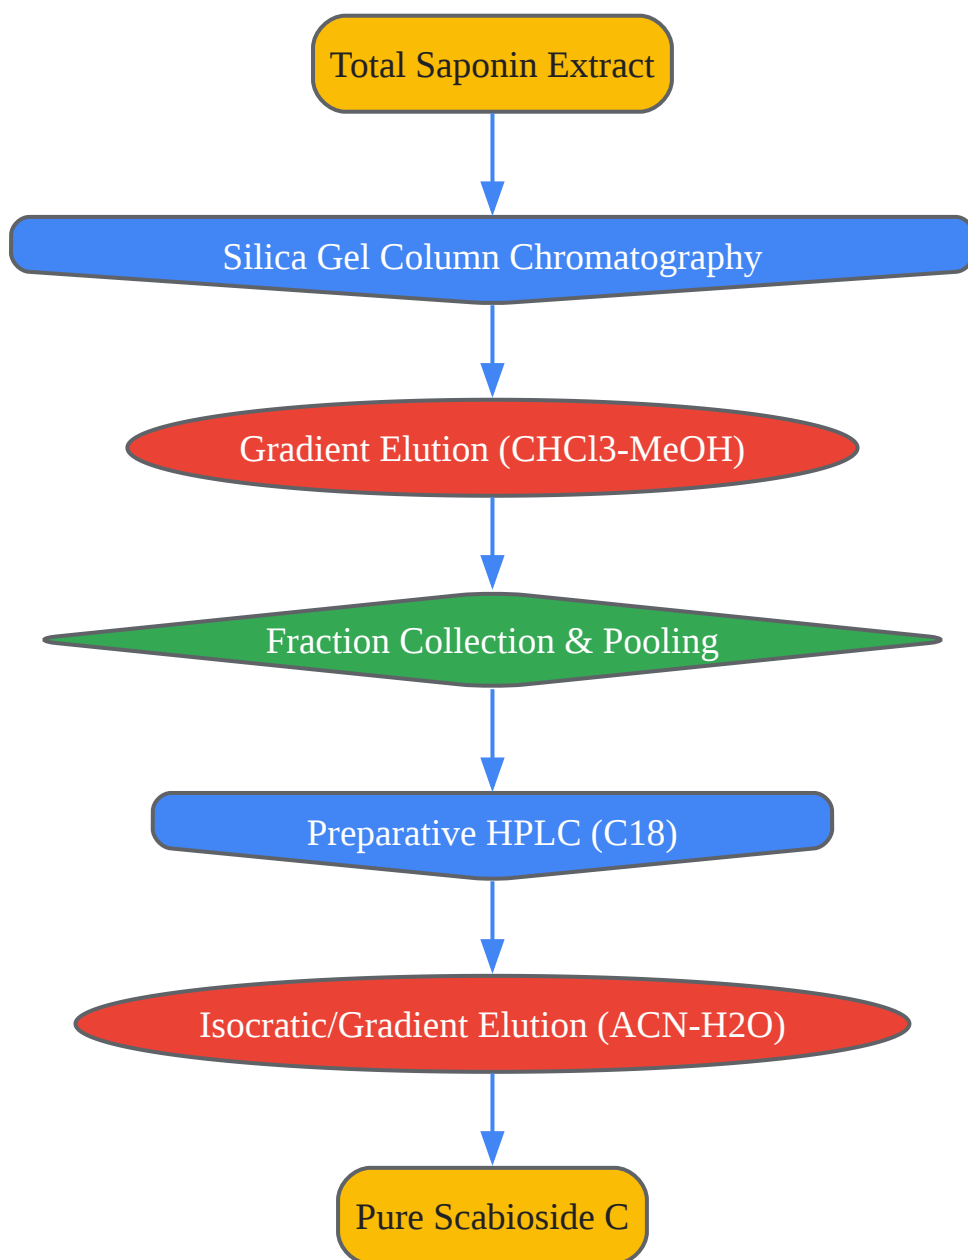 Total Saponin Extract
Silica Gel Column Chromatography
Gradient Elution (CHCl3-MeOH)
Fraction Collection & Pooling
Preparative HPLC (C18)
Isocratic/Gradient Elution (ACN-H2O)
Pure Scabioside C